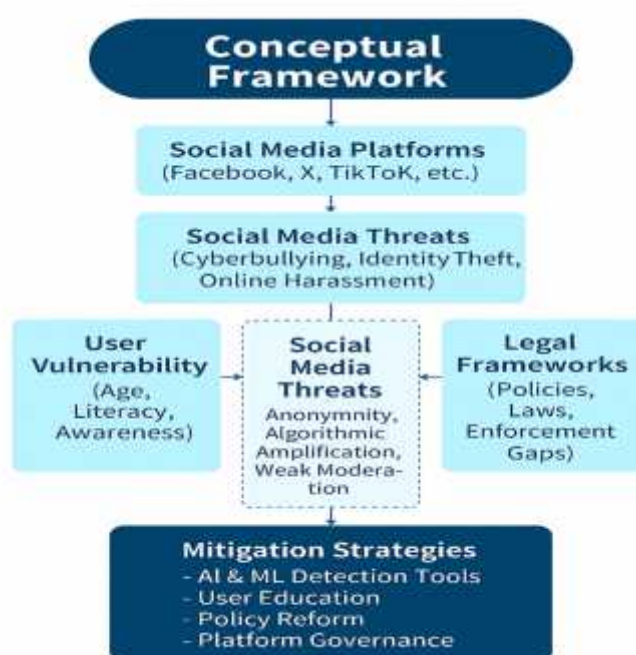 Conceptual
Framework
Social Media Platforms
(Facebook, X, TikToK, etc.)
Social Media Threats
(Cyberbullying, Identity Theft,
Online Harassment)
User
Vulnerability
(Age,
Literacy,
Awareness)
Social
Media
Threats
Anonymnity,
Algorithmic
Amplification,
Weak Modera-
tion
Legal
Frameworks
(Policies,
Laws,
Enforcement
Gaps)
Mitigation Strategies
- AI & ML Detection Tools
- User Education
- Policy Reform
- Platform Governance